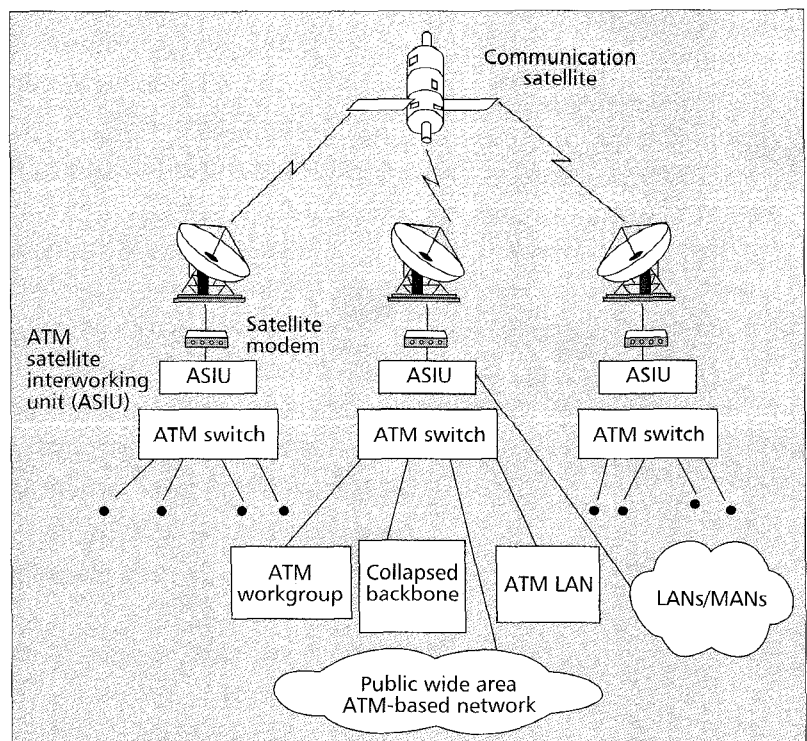 Communication
satellite
Satellite
modem
ATM
satellite
interworking
unit (ASIU)
ASIU
ASIU
ASIU
ATM switch
ATM switch
ATM switch
ATM
workgroup
Collapsed
backbone
ATM LAN
LANs/MANs
Public wide area
ATM-based network